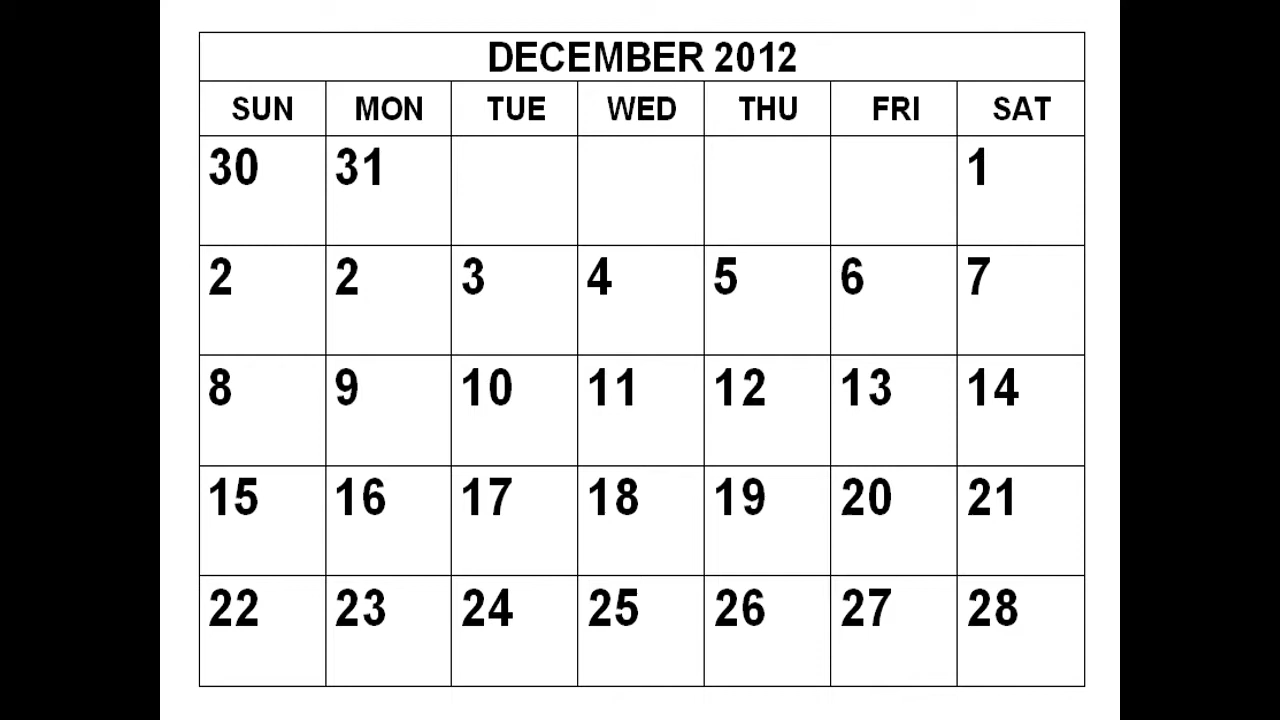 DECEMBER 2012
SUN MON TUE WED THU FRI SAT
30 31 1
2 2 3 4 5 6 7
8 9 10 11 12 13 14
15 16 17 18 19 20 21
22 23 24 25 26 27 28